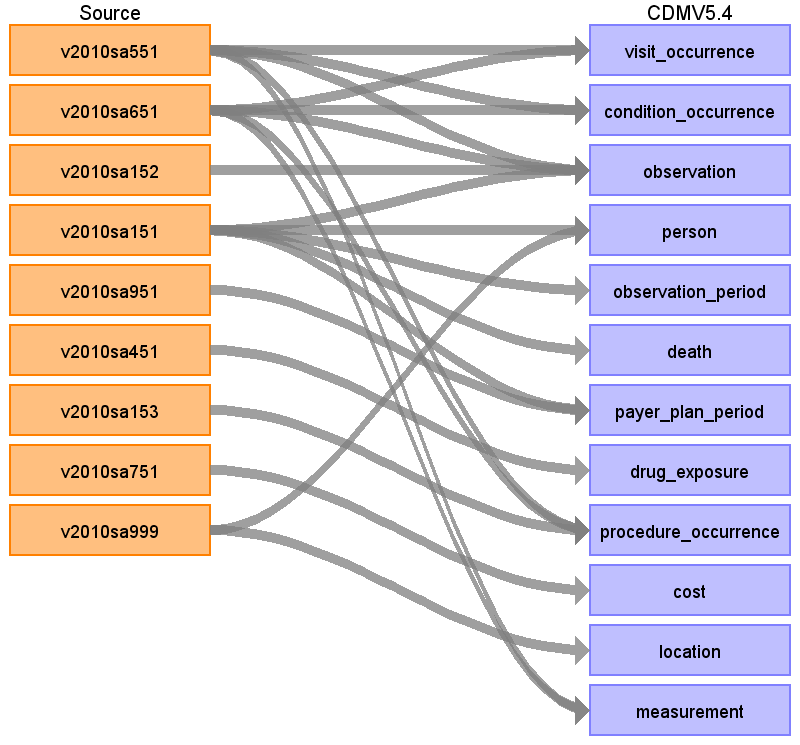 Source
CDMV5.4
v2010sa551
visit_occurrence
v2010sa651
condition_occurrence
v2010sa152
observation
v2010sa151
person
v2010sa951
observation_period
v2010sa451
death
v2010sa153
payer_plan_period
v2010sa751
drug_exposure
v2010sa999
procedure_occurrence
cost
location
measurement